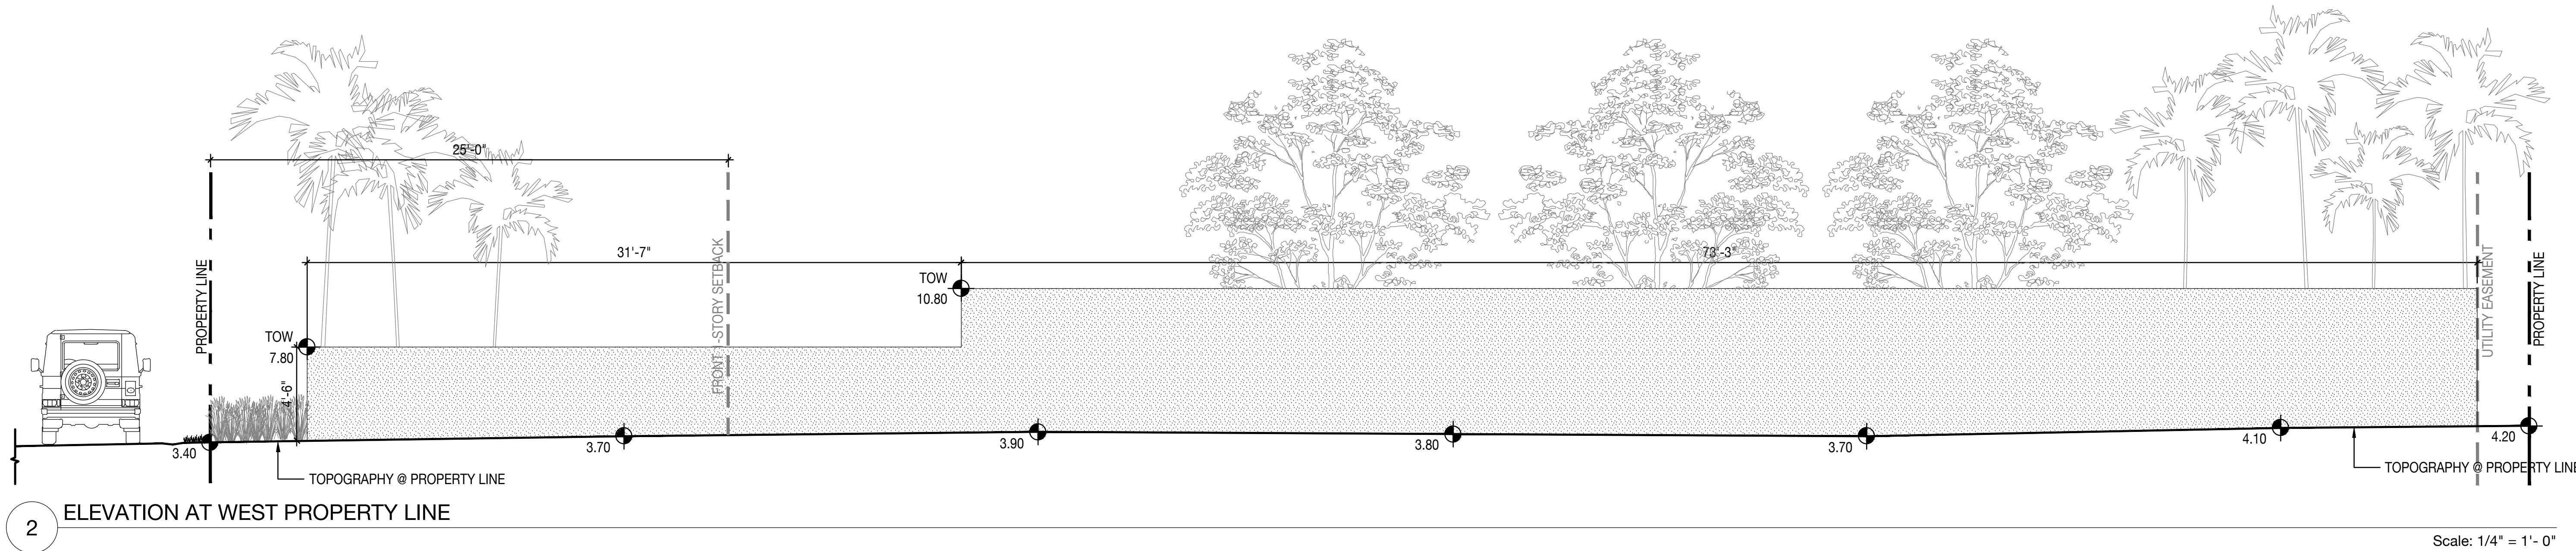 25'-0"
31'-7"
73'-3"
PROPERTY LINE
FRONT 1-STORY SETBACK
UTILITY EASEMENT
PROPERTY LINE
TOW
10.80
TOW
7.80
4'-6"
3.40
3.70
3.90
3.80
3.70
4.10
4.20
TOPOGRAPHY @ PROPERTY LINE
TOPOGRAPHY @ PROPERTY LINE
2
ELEVATION AT WEST PROPERTY LINE
Scale: 1/4" = 1'- 0"